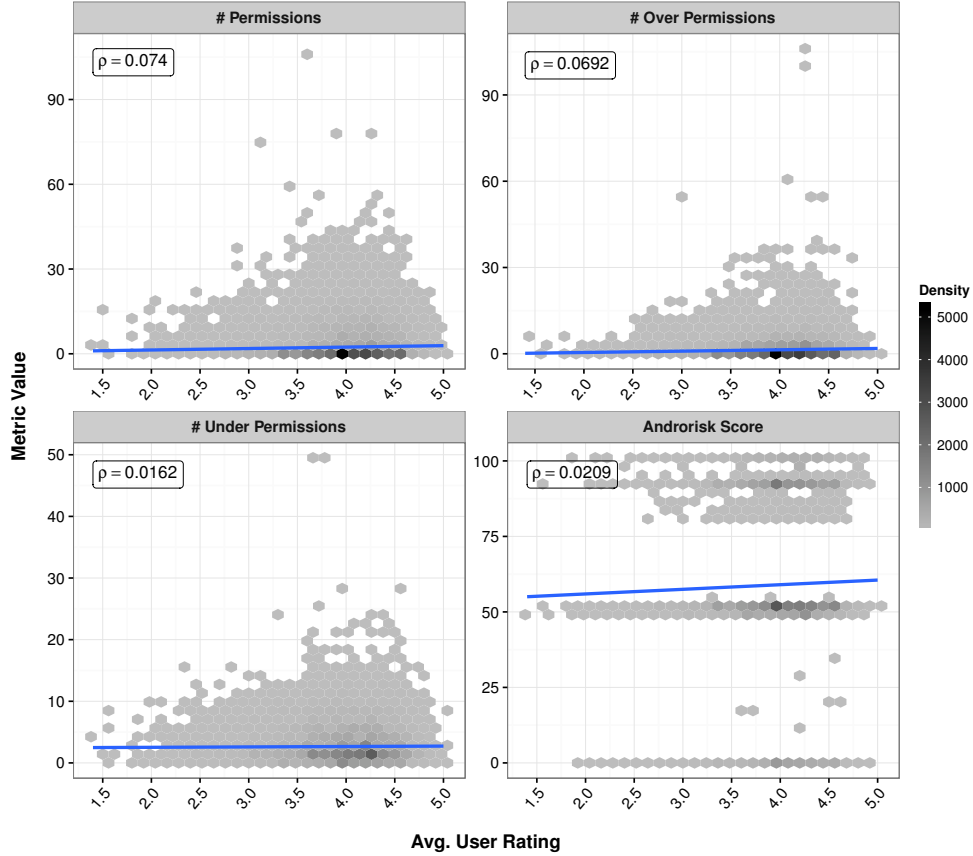 # Permissions
# Over Permissions
ρ = 0.074
ρ = 0.0692
90
60
30
0
90
60
30
0
1.5 2.0 2.5 3.0 3.5 4.0 4.5 5.0
1.5 2.0 2.5 3.0 3.5 4.0 4.5 5.0
Metric Value
Density
5000
4000
3000
2000
1000
# Under Permissions
Androrisk Score
ρ = 0.0162
ρ = 0.0209
50
40
30
20
10
0
100
75
50
25
0
1.5 2.0 2.5 3.0 3.5 4.0 4.5 5.0
1.5 2.0 2.5 3.0 3.5 4.0 4.5 5.0
Avg. User Rating